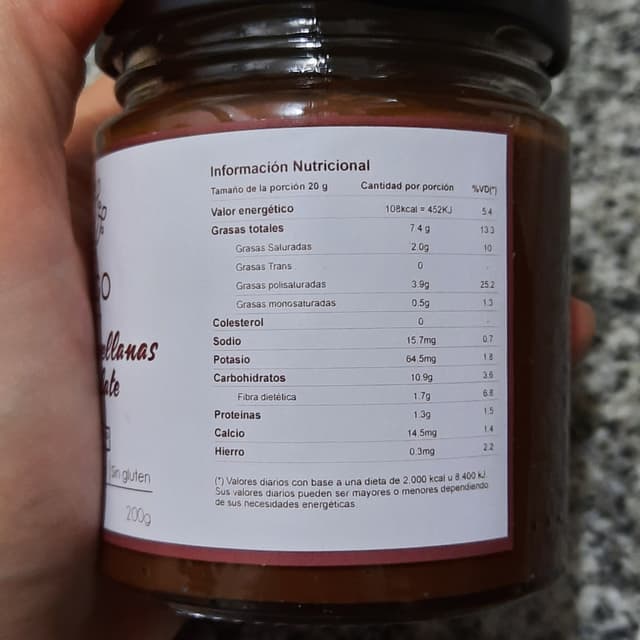 Información Nutricional
Tamaño de la porción 20 g Cantidad por porción %VD(*)
Valor energético 108kcal = 452KJ 5.4
Grasas totales 7.4 g 13.3
Grasas Saturadas 2.0g 10
Grasas Trans 0
Grasas polisaturadas 3.9g 25.2
Grasas monosaturadas 0.5g 1.3
Colesterol 0
Sodio 15.7mg 0.7
Potasio 64.5mg 1.8
Carbohidratos 10.9g 3.6
Fibra dietética 1.7g 6.8
Proteínas 1.3g 1.5
Calcio 14.5mg 1.4
Hierro 0.3mg 2.2
(*) Valores diarios con base a una dieta de 2.000 kcal u 8.400 kJ.
Sus valores diarios pueden ser mayores o menores dependiendo
de sus necesidades energéticas
ellanas
late
Sin gluten
200g